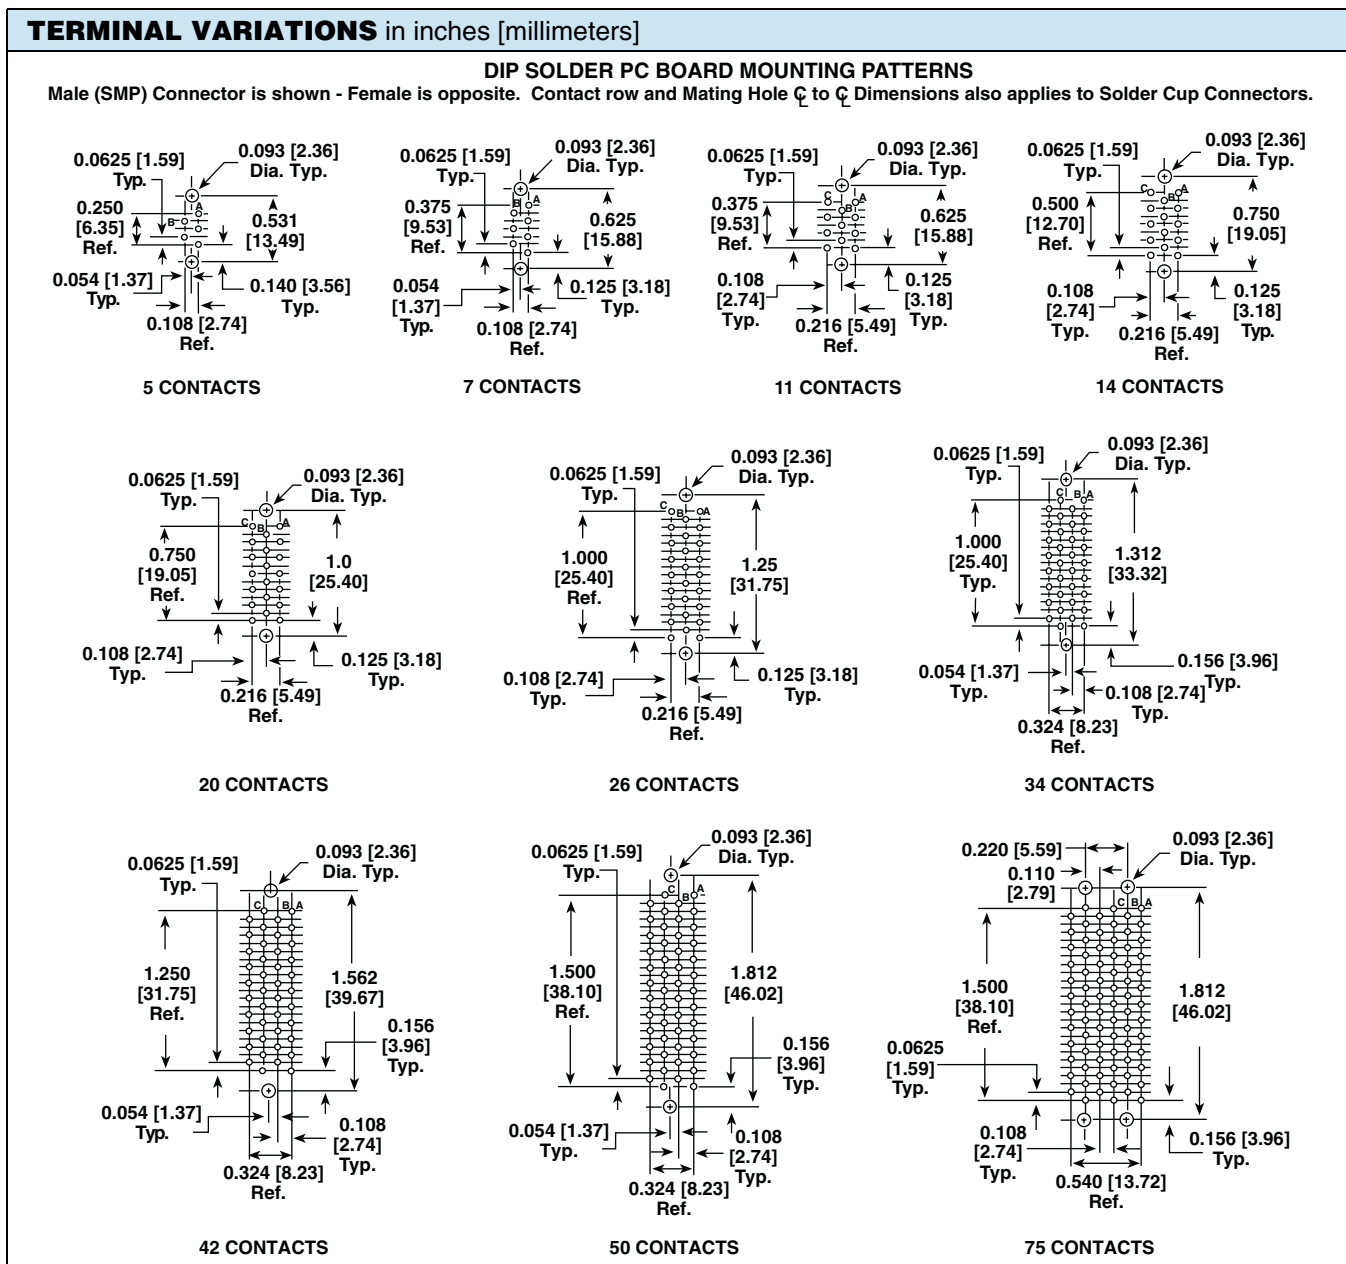 TERMINAL VARIATIONS in inches [millimeters]
DIP SOLDER PC BOARD MOUNTING PATTERNS
Male (SMP) Connector is shown - Female is opposite. Contact row and Mating Hole ℄ to ℄ Dimensions also applies to Solder Cup Connectors.
0.0625 [1.59]
Typ.
0.093 [2.36]
Dia. Typ.
0.250
[6.35]
Ref.
A
B
0.531
[13.49]
0.054 [1.37]
Typ.
0.140 [3.56]
Typ.
0.108 [2.74]
Ref.
5 CONTACTS
0.0625 [1.59]
Typ.
0.093 [2.36]
Dia. Typ.
0.375
[9.53]
Ref.
B
A
0.625
[15.88]
0.054
[1.37]
Typ.
0.125 [3.18]
Typ.
0.108 [2.74]
Ref.
7 CONTACTS
0.0625 [1.59]
Typ.
0.093 [2.36]
Dia. Typ.
0.375
[9.53]
Ref.
C
B
A
0.625
[15.88]
0.108
[2.74]
Typ.
0.125
[3.18]
Typ.
0.216 [5.49]
Ref.
11 CONTACTS
0.0625 [1.59]
Typ.
0.093 [2.36]
Dia. Typ.
0.500
[12.70]
Ref.
C
B
A
0.750
[19.05]
0.108
[2.74]
Typ.
0.125
[3.18]
Typ.
0.216 [5.49]
Ref.
14 CONTACTS
0.0625 [1.59]
Typ.
0.093 [2.36]
Dia. Typ.
C
B
A
0.750
[19.05]
Ref.
1.0
[25.40]
0.108 [2.74]
Typ.
0.125 [3.18]
Typ.
0.216 [5.49]
Ref.
20 CONTACTS
0.0625 [1.59]
Typ.
0.093 [2.36]
Dia. Typ.
C
B
A
1.000
[25.40]
Ref.
1.25
[31.75]
0.108 [2.74]
Typ.
0.125 [3.18]
Typ.
0.216 [5.49]
Ref.
26 CONTACTS
0.0625 [1.59]
Typ.
0.093 [2.36]
Dia. Typ.
C
B
A
1.000
[25.40]
Typ.
1.312
[33.32]
0.054 [1.37]
Typ.
0.156 [3.96]
Typ.
0.108 [2.74]
Typ.
0.324 [8.23]
Ref.
34 CONTACTS
0.0625 [1.59]
Typ.
0.093 [2.36]
Dia. Typ.
C
B
A
1.250
[31.75]
Ref.
1.562
[39.67]
0.156
[3.96]
Typ.
0.054 [1.37]
Typ.
0.108
[2.74]
Typ.
0.324 [8.23]
Ref.
42 CONTACTS
0.0625 [1.59]
Typ.
0.093 [2.36]
Dia. Typ.
C
B
A
1.500
[38.10]
Ref.
1.812
[46.02]
0.156
[3.96]
Typ.
0.054 [1.37]
Typ.
0.108
[2.74]
Typ.
0.324 [8.23]
Ref.
50 CONTACTS
0.220 [5.59]
0.093 [2.36]
Dia. Typ.
0.110
[2.79]
C
B
A
1.500
[38.10]
Ref.
1.812
[46.02]
0.0625
[1.59]
Typ.
0.108
[2.74]
Typ.
0.156 [3.96]
Typ.
0.540 [13.72]
Ref.
75 CONTACTS